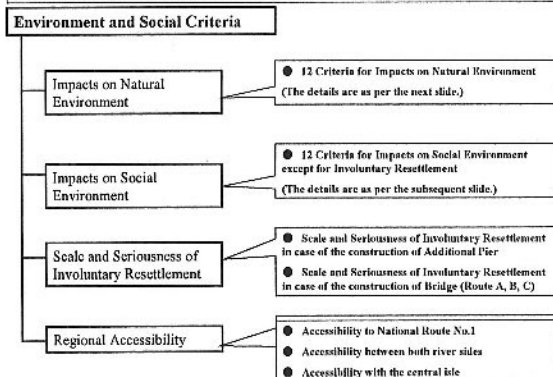 Environment and Social Criteria
Impacts on Natural
Environment
● 12 Criteria for Impacts on Natural Environment
(The details are as per the next slide.)
Impacts on Social
Environment
● 12 Criteria for Impacts on Social Environment
except for Involuntary Resettlement
(The details are as per the subsequent slide.)
Scale and Seriousness of
Involuntary Resettlement
● Scale and Seriousness of Involuntary Resettlement
in case of the construction of Additional Pier
● Scale and Seriousness of Involuntary Resettlement
in case of the construction of Bridge (Route A, B, C)
Regional Accessibility
● Accessibility to National Route No.1
● Accessibility between both river sides
● Accessibility with the central isle